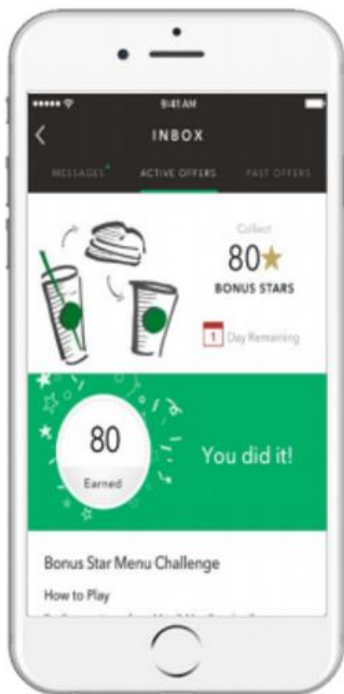 9:41 AM
INBOX
MESSAGES
ACTIVE OFFERS
PAST OFFERS
Collect
80
BONUS STARS
1 Day Remaining
80
Earned
You did it!
Bonus Star Menu Challenge
How to Play